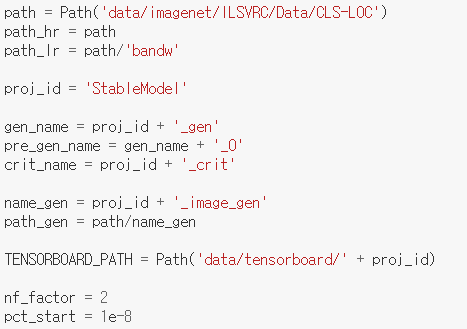 path = Path('data/imagenet/ILSVRC/Data/CLS-LOC')
path_hr = path
path_lr = path/'bandw'
proj_id = 'StableModel'
gen_name = proj_id + '_gen'
pre_gen_name = gen_name + '_0'
crit_name = proj_id + '_crit'
name_gen = proj_id + '_image_gen'
path_gen = path/name_gen
TENSORBOARD_PATH = Path('data/tensorboard/' + proj_id)
nf_factor = 2
pct_start = 1e-8